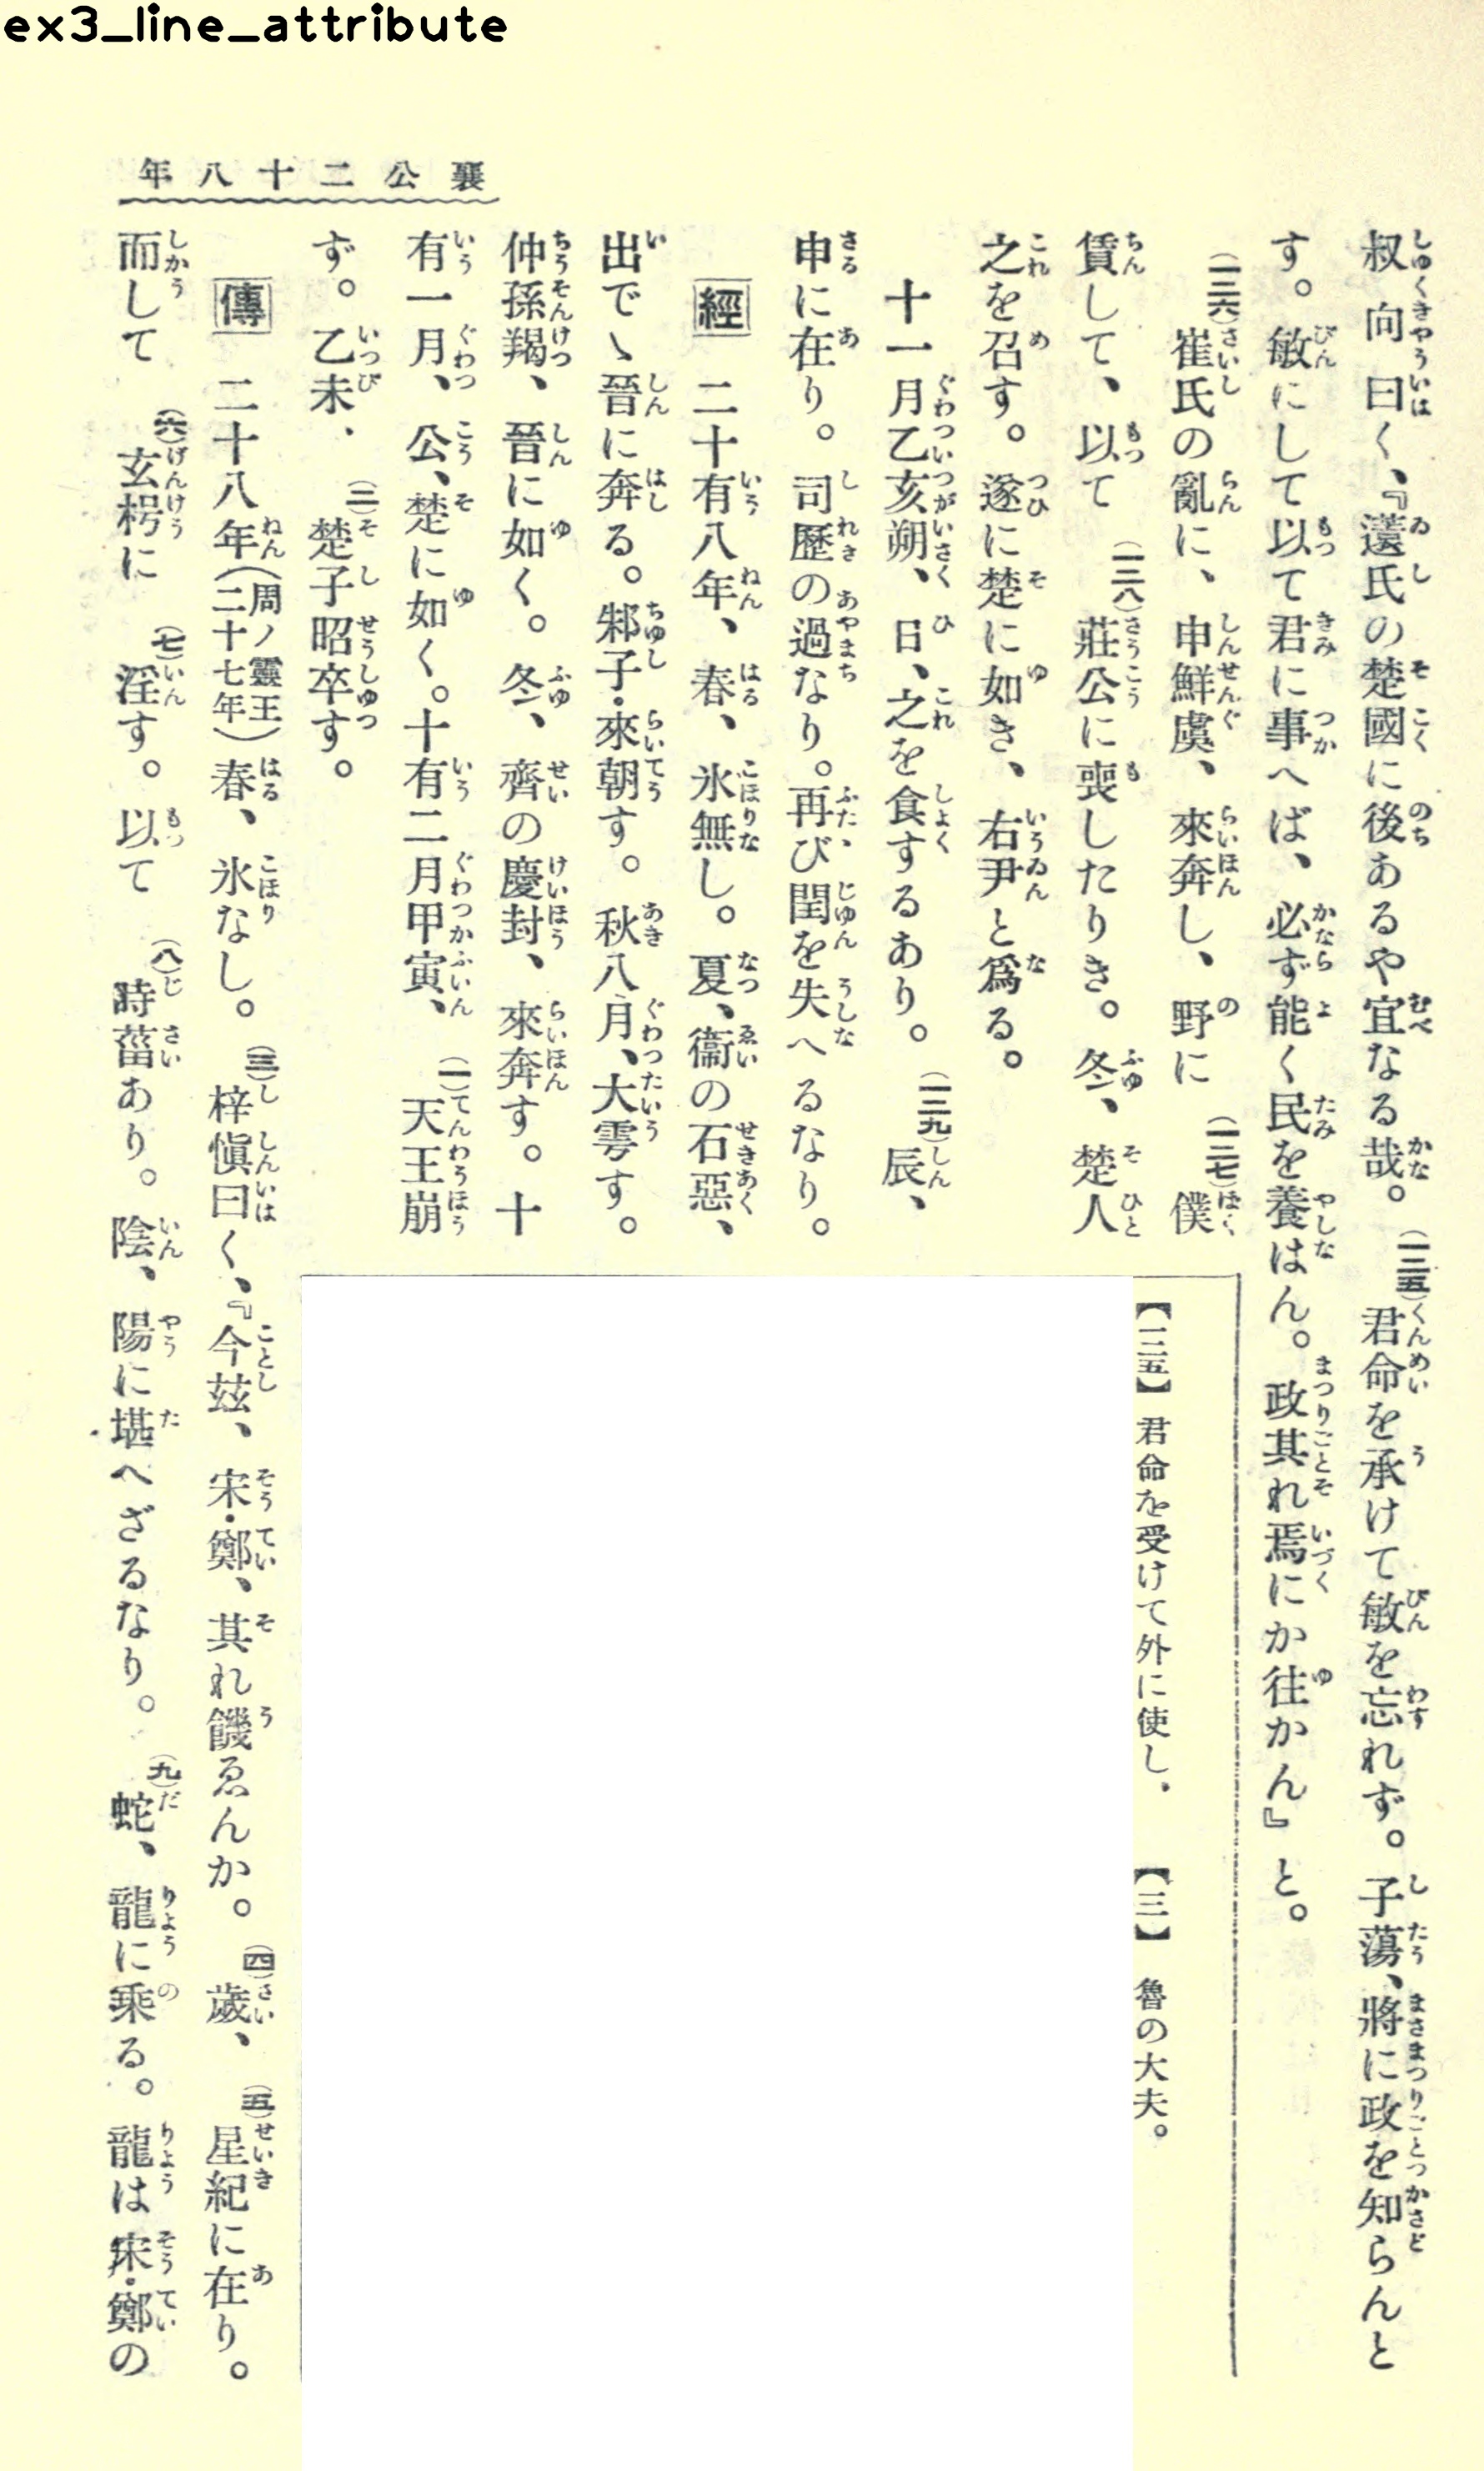 ex3_line_attribute
襄公二十八年
叔向曰く、『薳氏の楚國に後あるや宜なる哉。(一二五)君命を承けて敏を忘れず。子蕩、將に政を知らんと
す。敏にして以て君に事へば、必ず能く民を養はん。政其れ焉にか往かん』と。
(一二六)崔氏の亂に、申鮮虞、來奔し、野に(一二七)僕
賃して、以て(一二八)莊公に喪したりき。冬、楚人
之を召す。遂に楚に如き、右尹と爲る。
十一月乙亥朔、日、之を食するあり。(一二九)辰、
申に在り。司歷の過なり。再び閏を失へるなり。
經 二十有八年、春、氷無し。夏、衞の石惡、
出でゝ晉に奔る。邾子・來朝す。秋八月、大雩す。
仲孫羯、晉に如く。冬、齊の慶封、來奔す。十
有一月、公、楚に如く。十有二月甲寅、(一)天王崩
ず。乙未・(二)楚子昭卒す。
【一二五】君命を受けて外に使し、 【三】魯の大夫。
傳 二十八年(周ノ靈王二十七年)春、氷なし。(三)梓愼曰く、『今玆、宋・鄭、其れ饑ゑんか。(四)歲、(五)星紀に在り。
而して(六)玄枵に(七)淫す。以て(八)時菑あり。陰、陽に堪へざるなり。(九)蛇、龍に乘る。龍は宋・鄭の